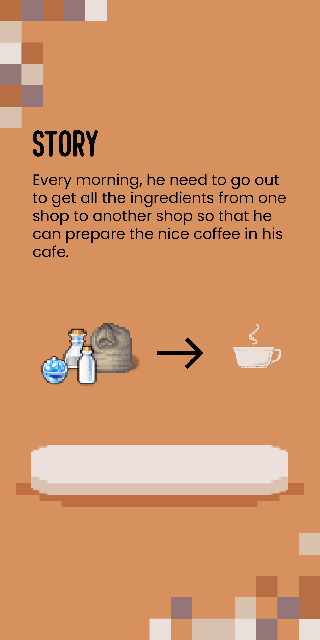 STORY
Every morning, he need to go out
to get all the ingredients from one
shop to another shop so that he
can prepare the nice coffee in his
cafe.